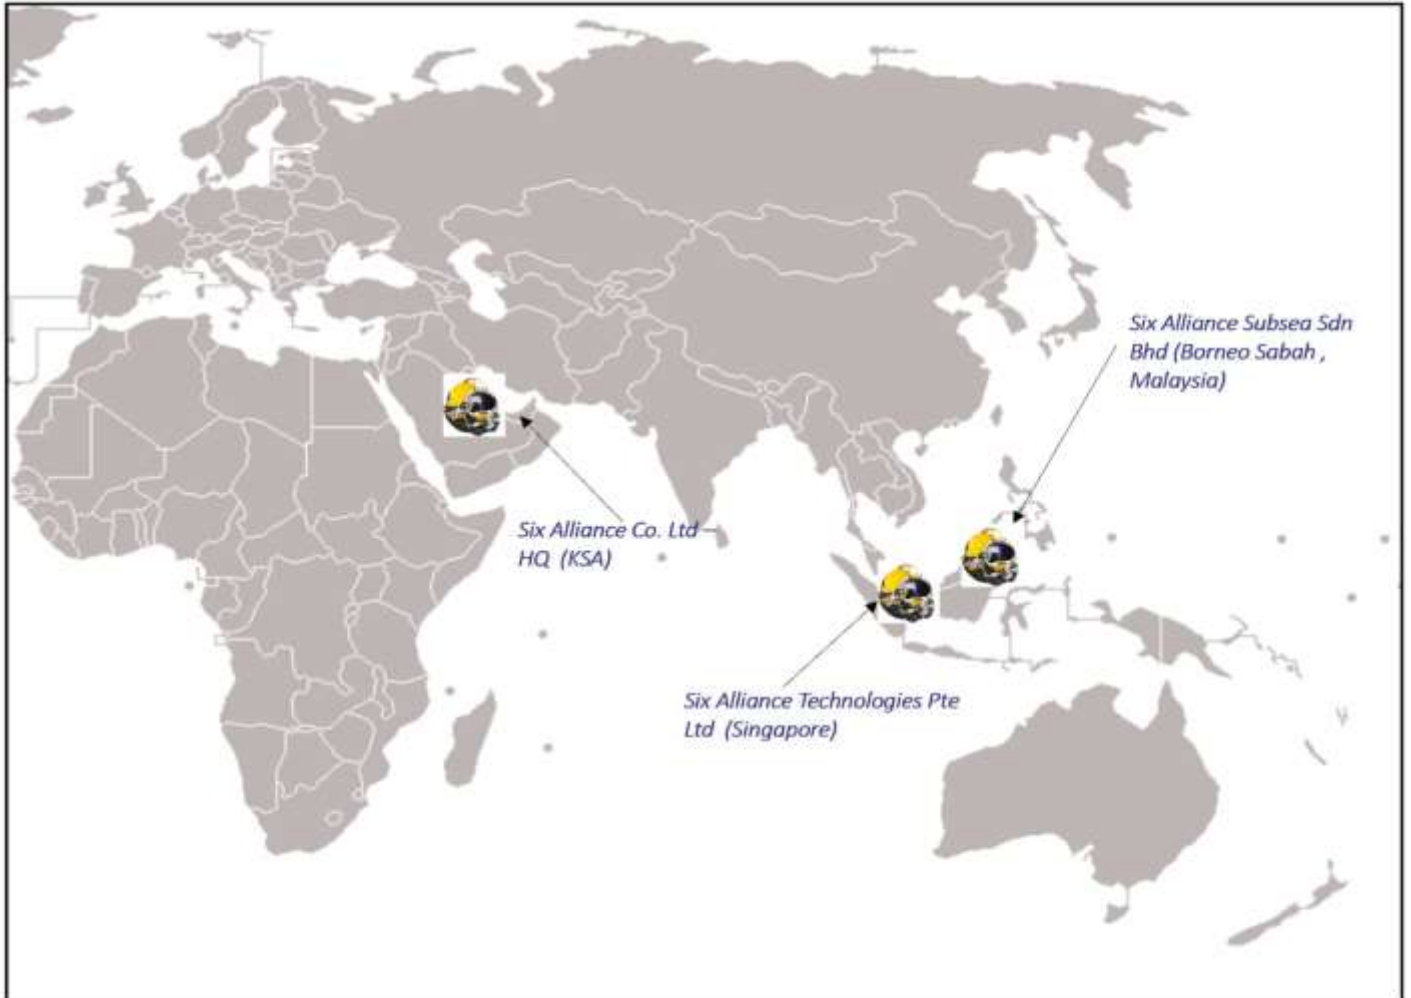 Six Alliance Subsea Sdn
Bhd (Borneo Sabah ,
Malaysia)
Six Alliance Co. Ltd
HQ  (KSA)
Six Alliance Technologies Pte
Ltd  (Singapore)